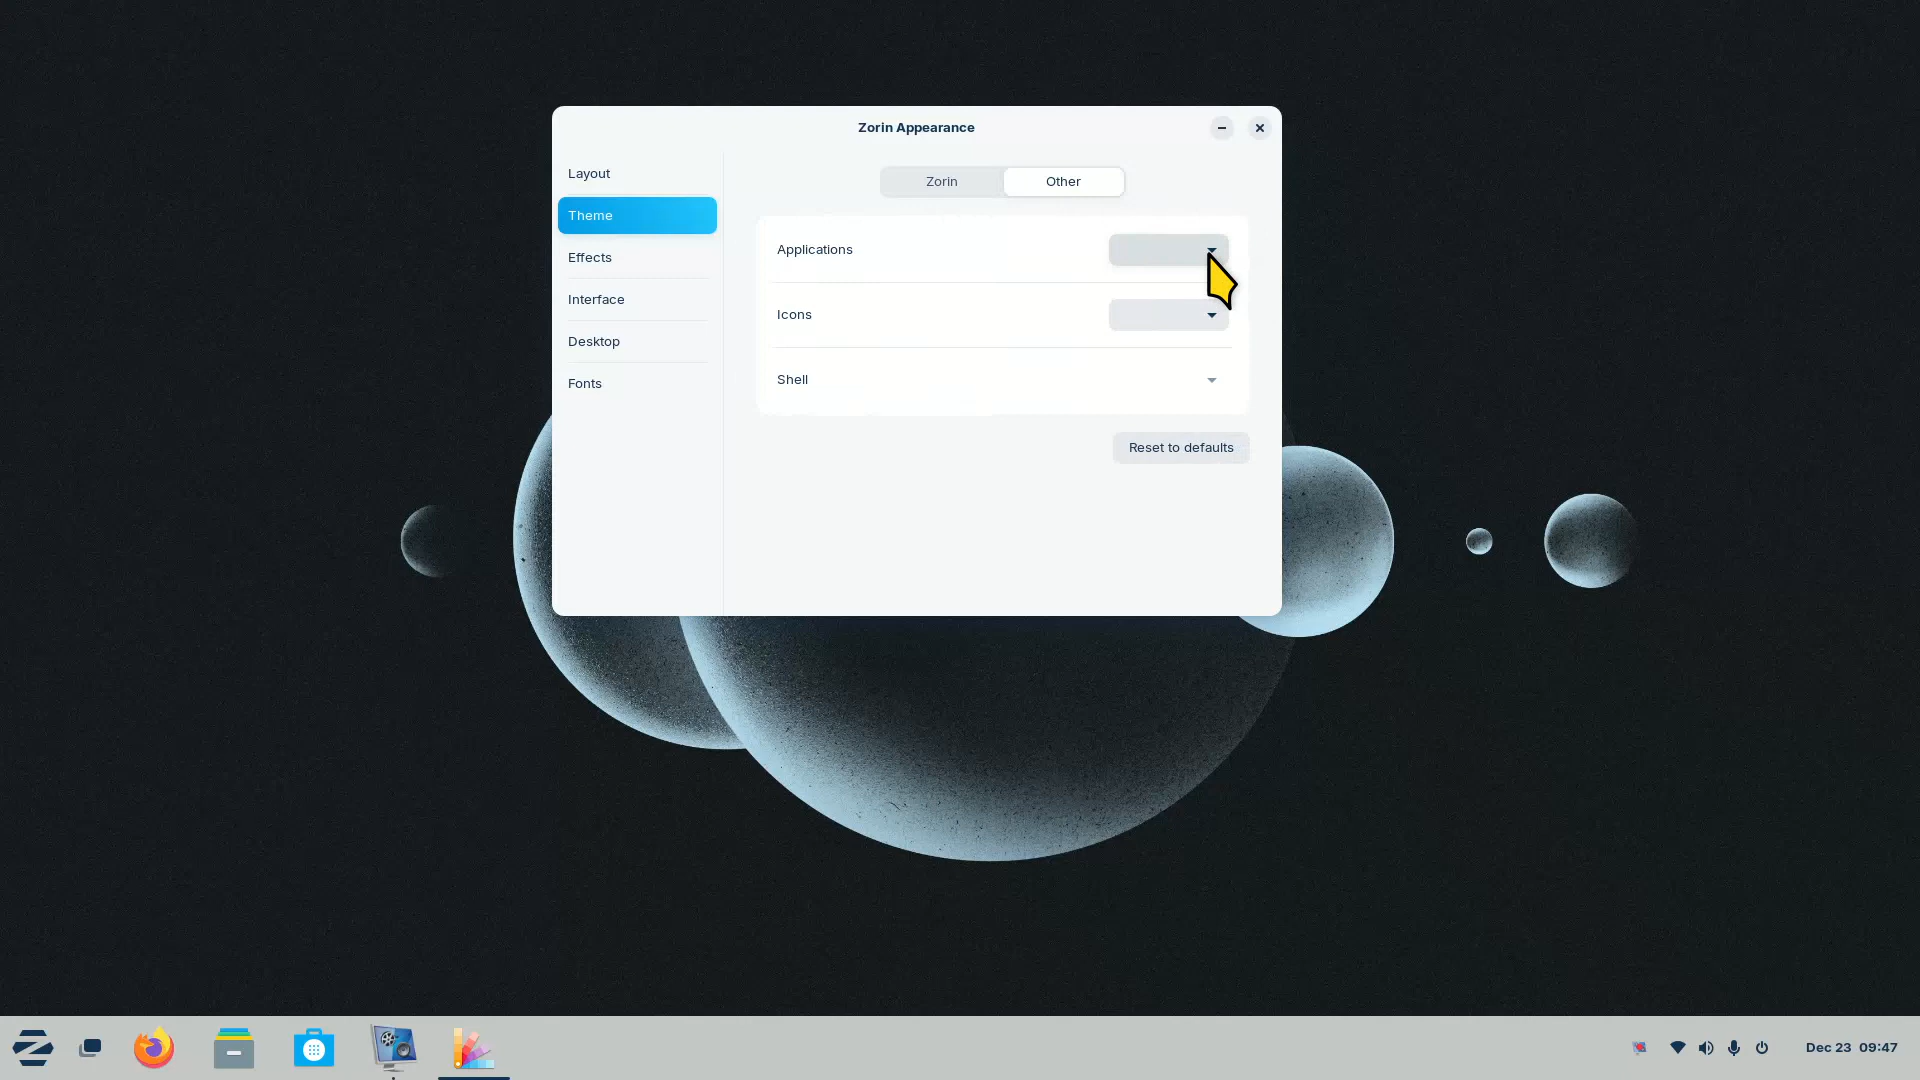 Zorin Appearance
Layout
Theme
Effects
Interface
Desktop
Fonts
Zorin
Other
Applications
Icons
Shell
Reset to defaults
Dec 23 09:47